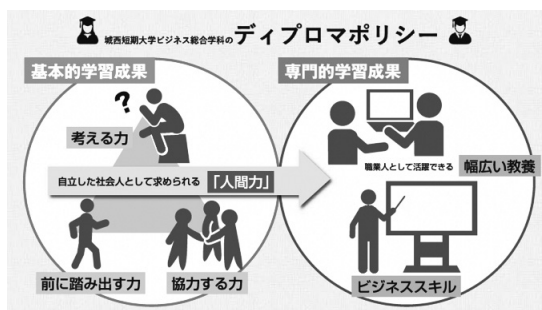 城西短期大学ビジネス総合学科のディプロマポリシー
基本的学習成果
専門的学習成果
?
考える力
自立した社会人として求められる「人間力」
前に踏み出す力
協力する力
職業人として活躍できる
幅広い教養
ビジネススキル